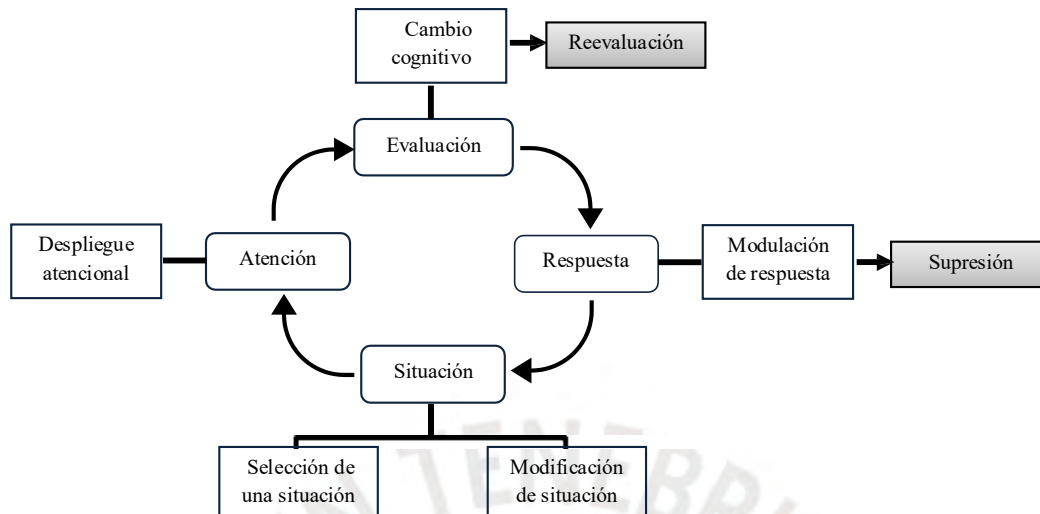 Cambio
cognitivo
Reevaluación
Evaluación
Despliegue
atencional
Atención
Respuesta
Modulación
de respuesta
Supresión
Situación
Selección de
una situación
Modificación
de situación
TENEBRI